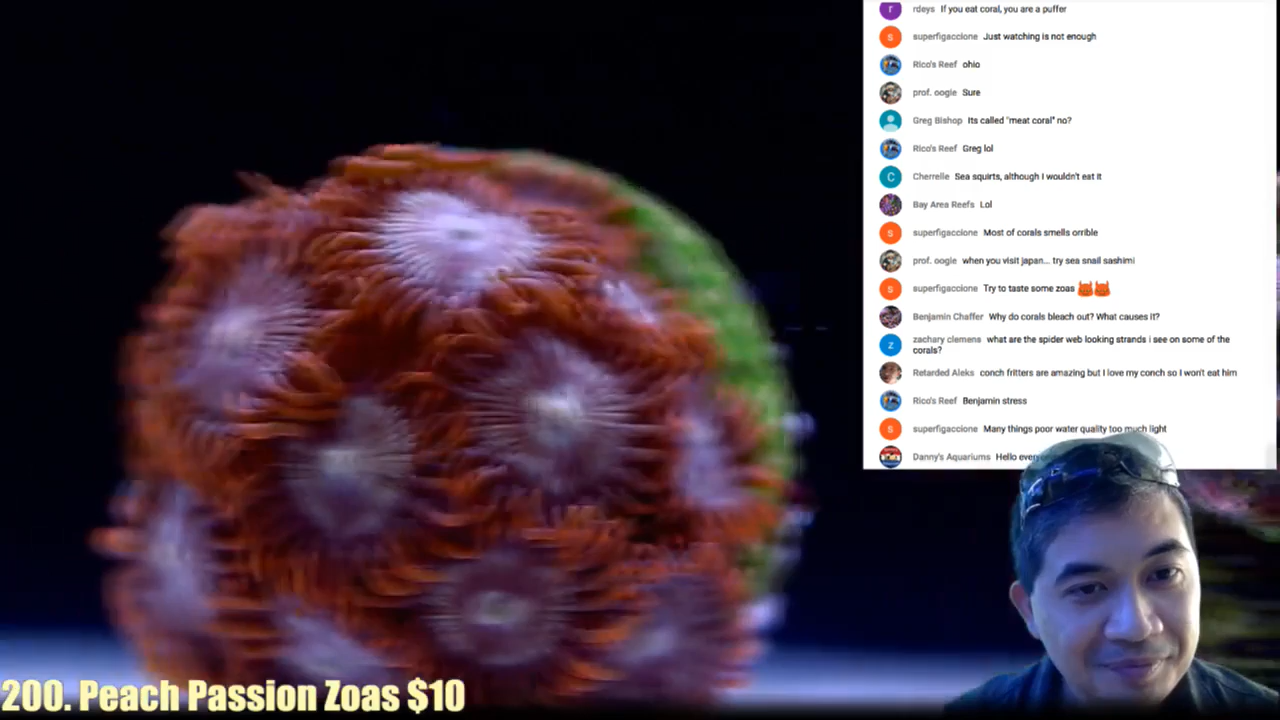 r rdeys If you eat coral, you are a puffer
s superfigaccione Just watching is not enough
Rico's Reef ohio
prof. oogie Sure
Greg Bishop Its called "meat coral" no?
Rico's Reef Greg lol
C Cherrelle Sea squirts, although I wouldn't eat it
Bay Area Reefs Lol
s superfigaccione Most of corals smells orrible
prof. oogie when you visit japan... try sea snail sashimi
s superfigaccione Try to taste some zoas
Benjamin Chaffer Why do corals bleach out? What causes it?
z zachary clemens what are the spider web looking strands i see on some of the
corals?
Retarded Aleks conch fritters are amazing but I love my conch so I won't eat him
Rico's Reef Benjamin stress
s superfigaccione Many things poor water quality too much light
Danny's Aquariums Hello
200. Peach Passion Zoas $10